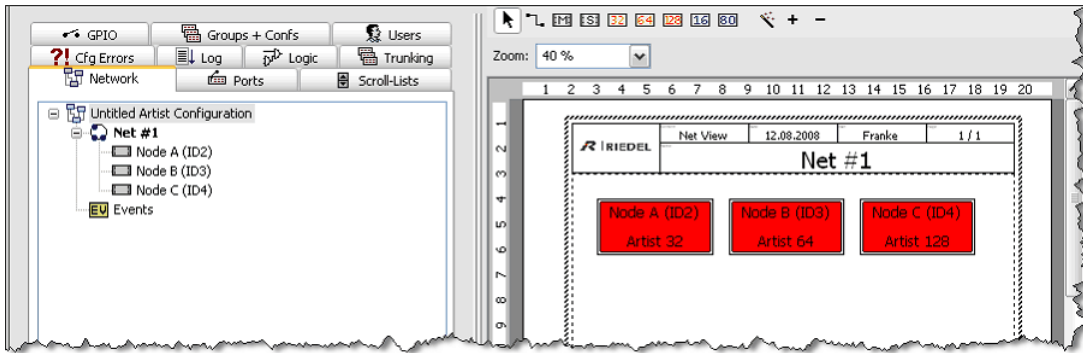 GPIO Groups + Confs Users
?! Cfg Errors Log Logic Trunking
Network Ports Scroll-Lists
Untitled Artist Configuration
Net #1
Node A (ID2)
Node B (ID3)
Node C (ID4)
EV Events
M S 32 64 128 16 80 + -
Zoom: 40 %
1 2 3 4 5 6 7 8 9 10 11 12 13 14 15 16 17 18 19 20
1
2
3
4
5
6
7
8
9
RIEDEL Net View 12.08.2008 Franke 1 / 1
Net #1
Node A (ID2) Node B (ID3) Node C (ID4)
Artist 32 Artist 64 Artist 128